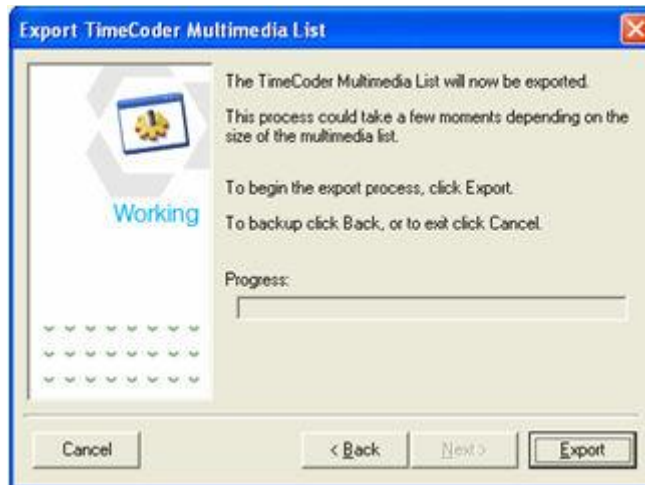 Export TimeCoder Multimedia List
The TimeCoder Multimedia List will now be exported.
This process could take a few moments depending on the
size of the multimedia list.
To begin the export process, click Export.
Working
To backup click Back, or to exit click Cancel.
Progress:
Cancel
< Back
Next >
Export